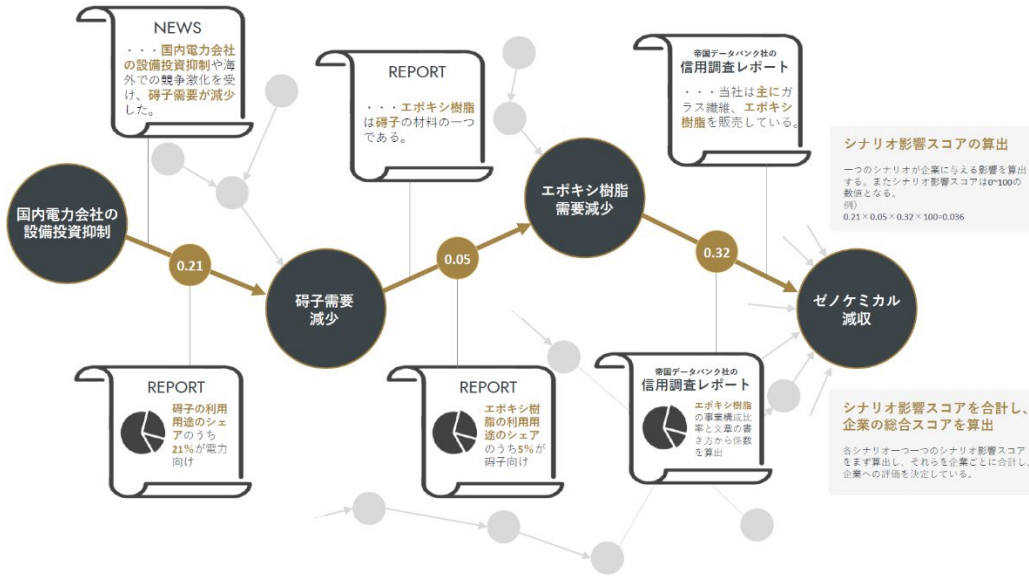 NEWS
・・・国内電力会社
の設備投資抑制や海
外での競争激化を受
け、碍子需要が減少
した。
REPORT
・・・エポキシ樹脂
は碍子の材料の一つ
である。
帝国データバンク社の
信用調査レポート
・・・当社は主にガ
ラス繊維、エポキシ
樹脂を販売している。
シナリオ影響スコアの算出
一つのシナリオが企業に与える影響を算出
する。またシナリオ影響スコアは0~100の
数値となる。
例)
0.21×0.05×0.32×100=0.036
国内電力会社の
設備投資抑制
0.21
碍子需要
減少
0.05
エポキシ樹脂
需要減少
0.32
ゼノケミカル
減収
REPORT
碍子の利用
用途のシェ
アのうち
21%が電力
向け
REPORT
エポキシ樹
脂の利用用
途のシェア
のうち5%が
碍子向け
帝国データバンク社の
信用調査レポート
エポキシ樹脂
の事業構成比
率と文章の書
き方から係数
を算出
シナリオ影響スコアを合計し、
企業の総合スコアを算出
各シナリオ一つ一つのシナリオ影響スコア
をまず算出し、それらを企業ごとに合計し、
企業への評価を決定している。